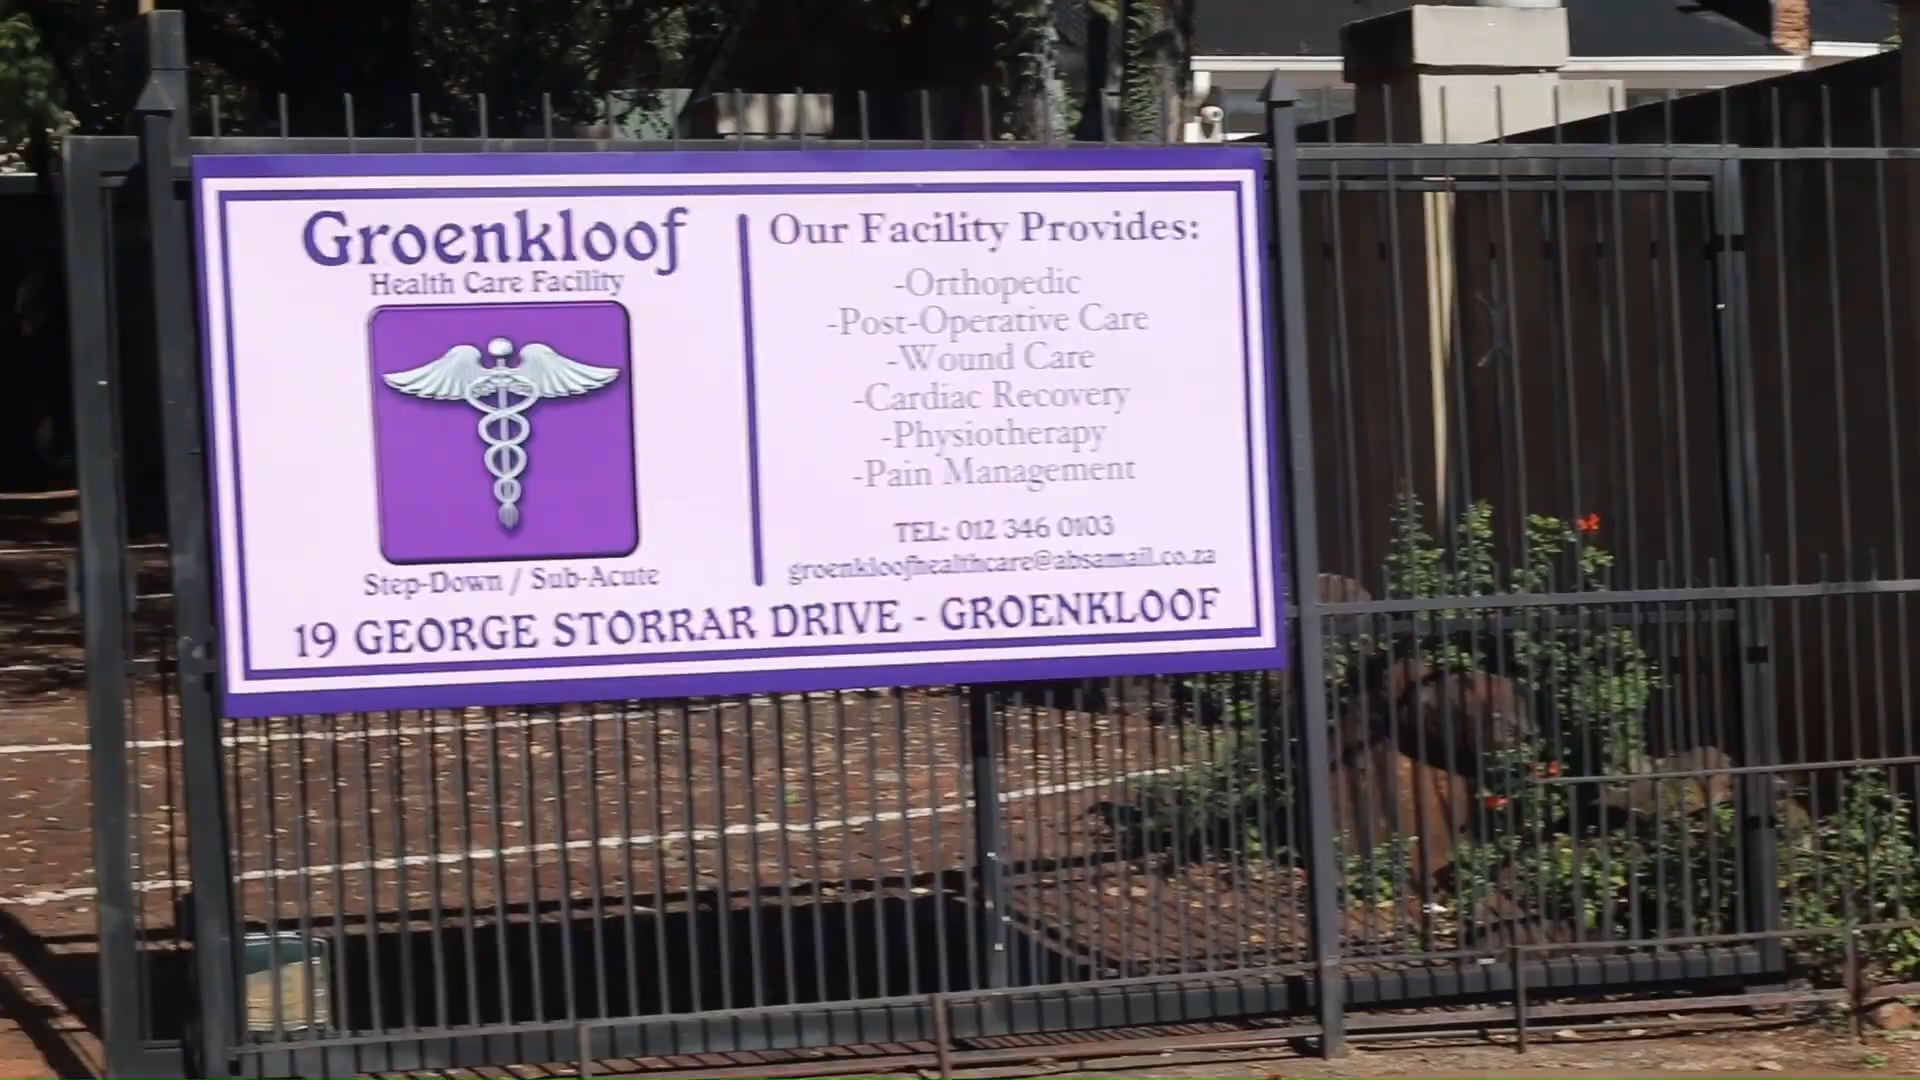 Groenkloof
Health Care Facility
Step-Down / Sub-Acute
Our Facility Provides:
-Orthopedic
-Post-Operative Care
-Wound Care
-Cardiac Recovery
-Physiotherapy
-Pain Management
TEL: 012 346 0103
groenkloofhealthcare@absamail.co.za
19 GEORGE STORRAR DRIVE - GROENKLOOF